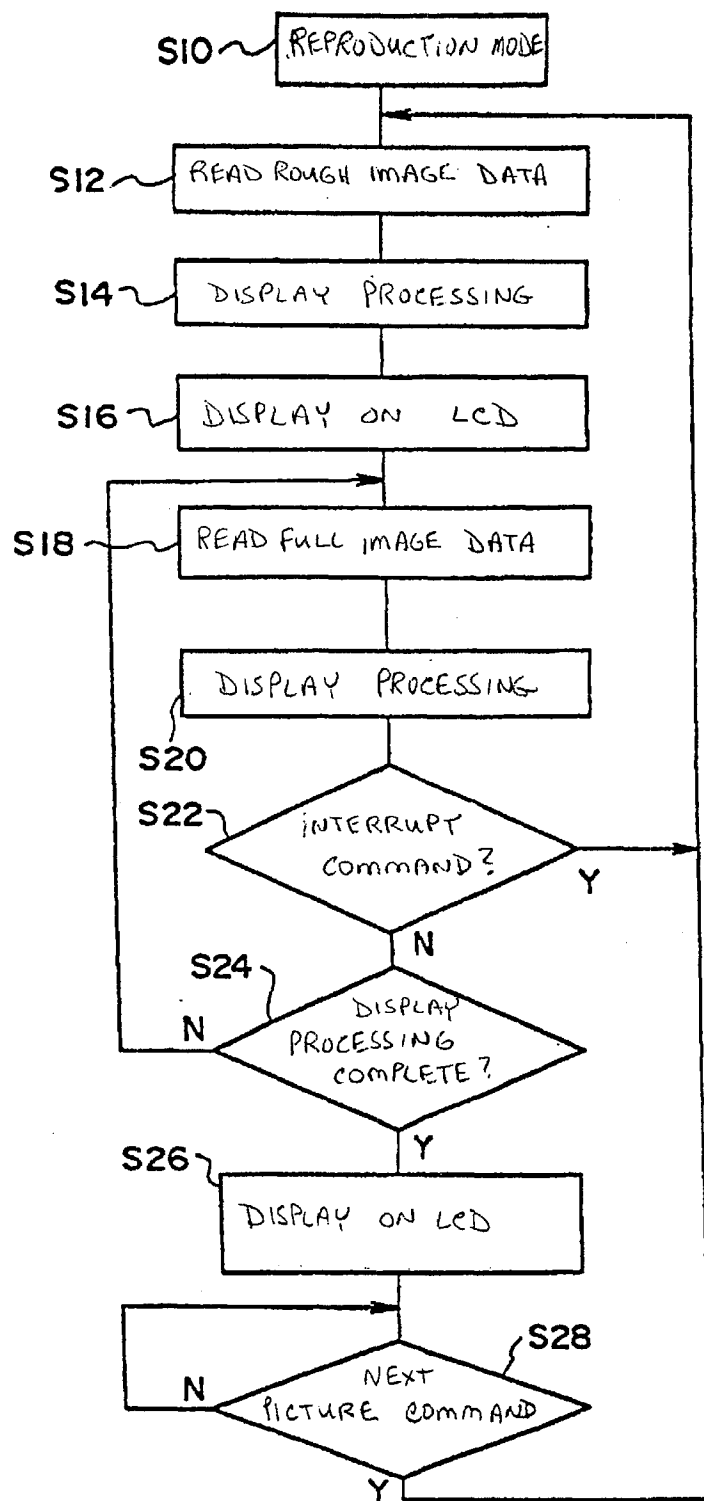 S10
REPRODUCTION MODE
S12
READ ROUGH IMAGE DATA
S14
DISPLAY PROCESSING
S16
DISPLAY ON LCD
S18
READ FULL IMAGE DATA
DISPLAY PROCESSING
S20
S22
INTERRUPT
COMMAND?
Y
N
S24
DISPLAY
N
PROCESSING
COMPLETE?
Y
S26
DISPLAY ON LCD
S28
NEXT
N
PICTURE COMMAND
Y